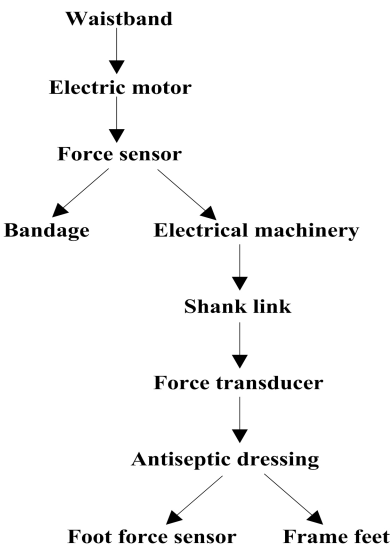 Waistband
Electric motor
Force sensor
Bandage
Electrical machinery
Shank link
Force transducer
Antiseptic dressing
Foot force sensor
Frame feet